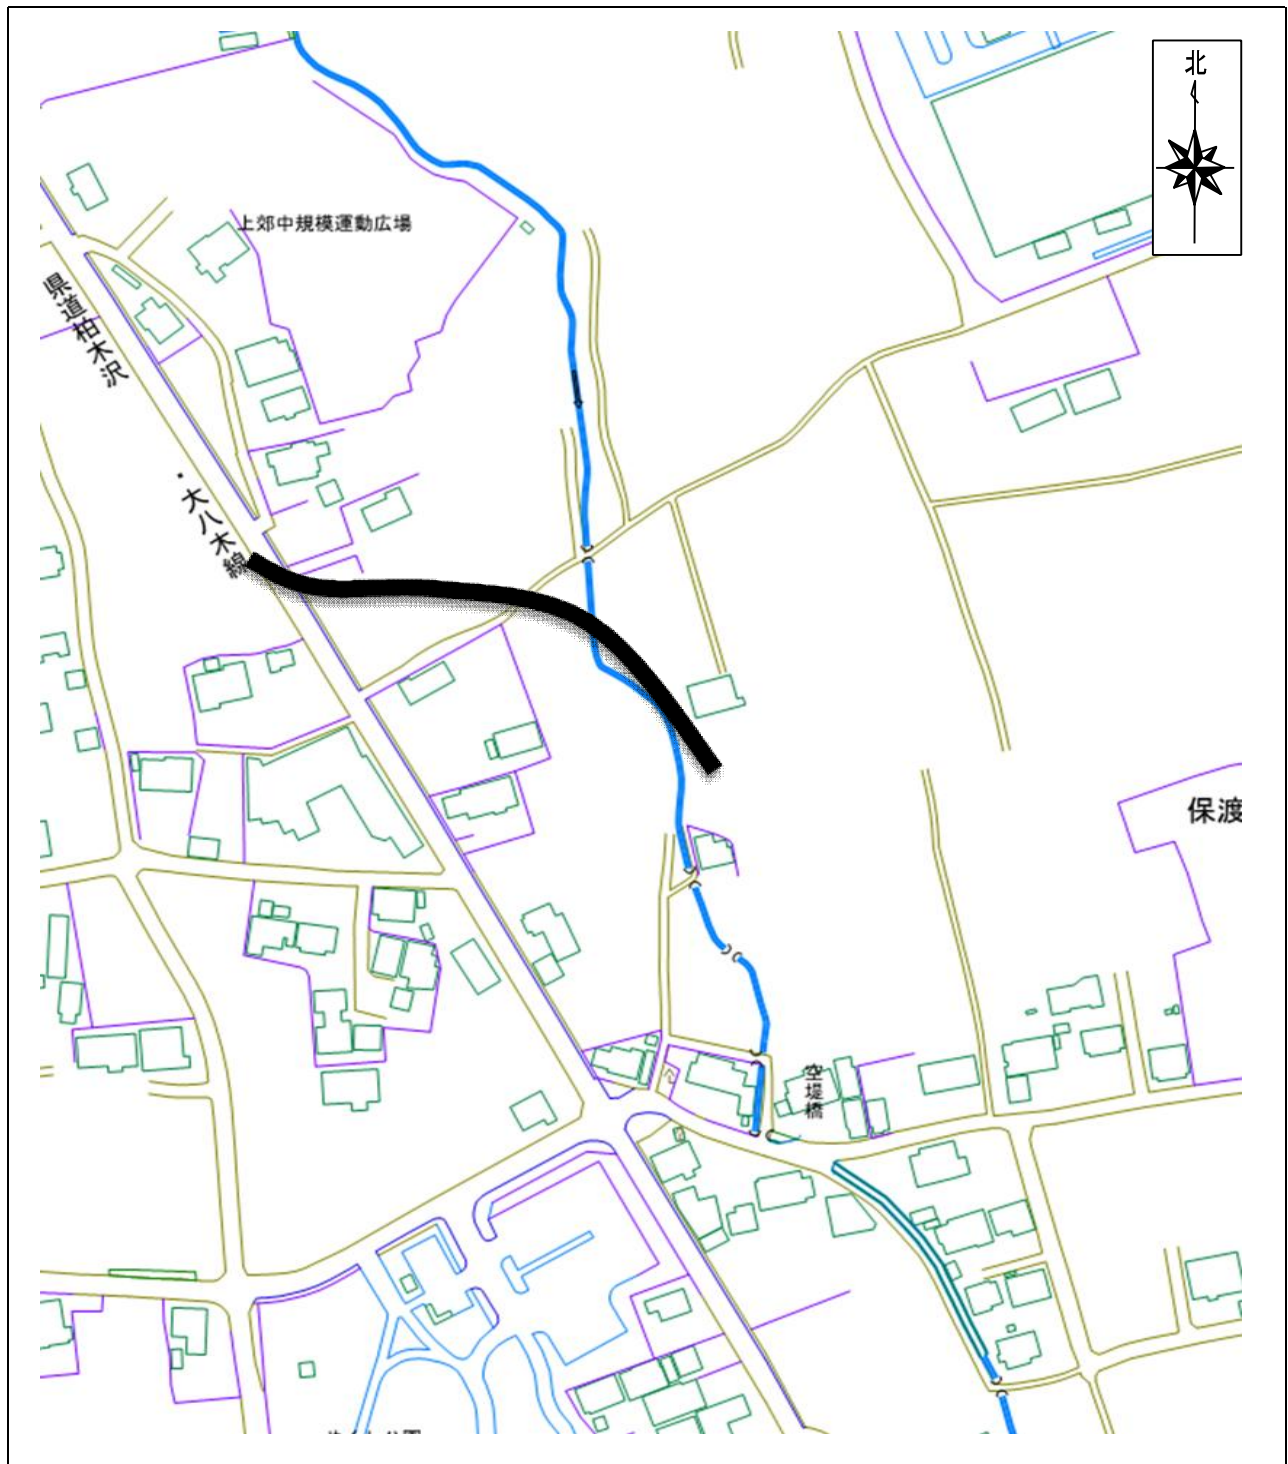 北
上郊中規模運動広場
県道柏木沢
・大八木線
保渡
空堤橋